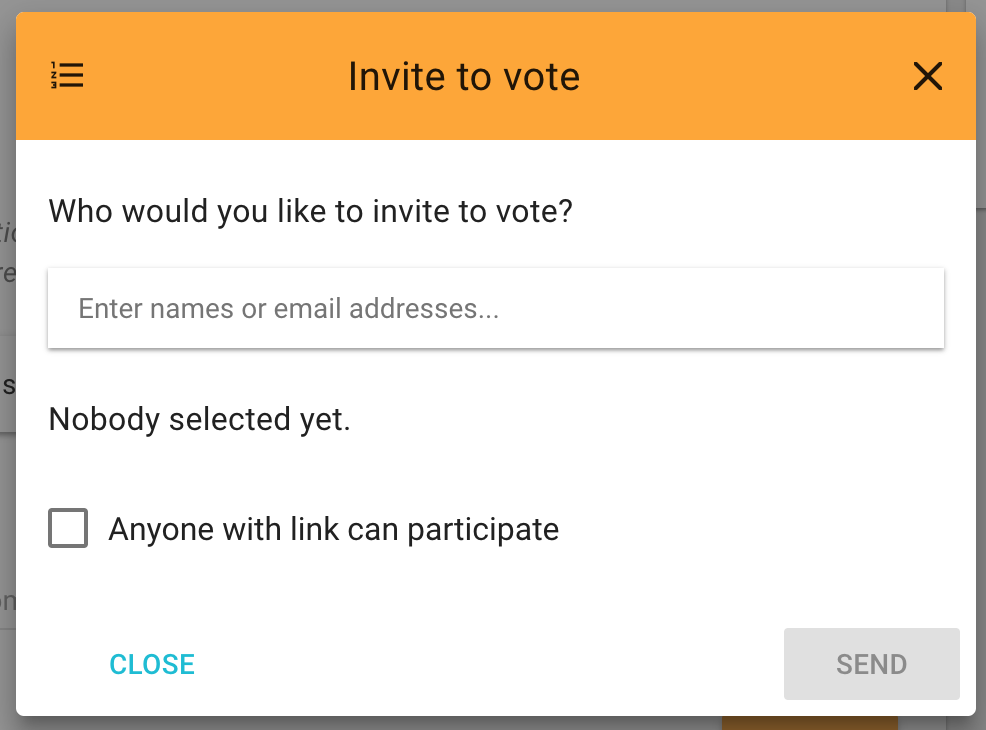 Invite to vote
Who would you like to invite to vote?
Enter names or email addresses...
Nobody selected yet.
Anyone with link can participate
CLOSE
SEND